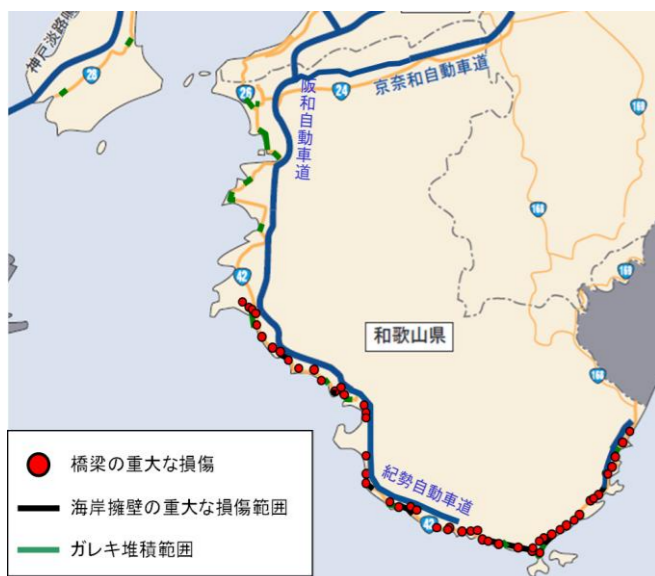 神戸淡路鳴
28
26
24
京奈和自動車道
阪和自動車道
168
169
168
42
169
和歌山県
168
紀勢自動車道
42
橋梁の重大な損傷
海岸擁壁の重大な損傷範囲
ガレキ堆積範囲